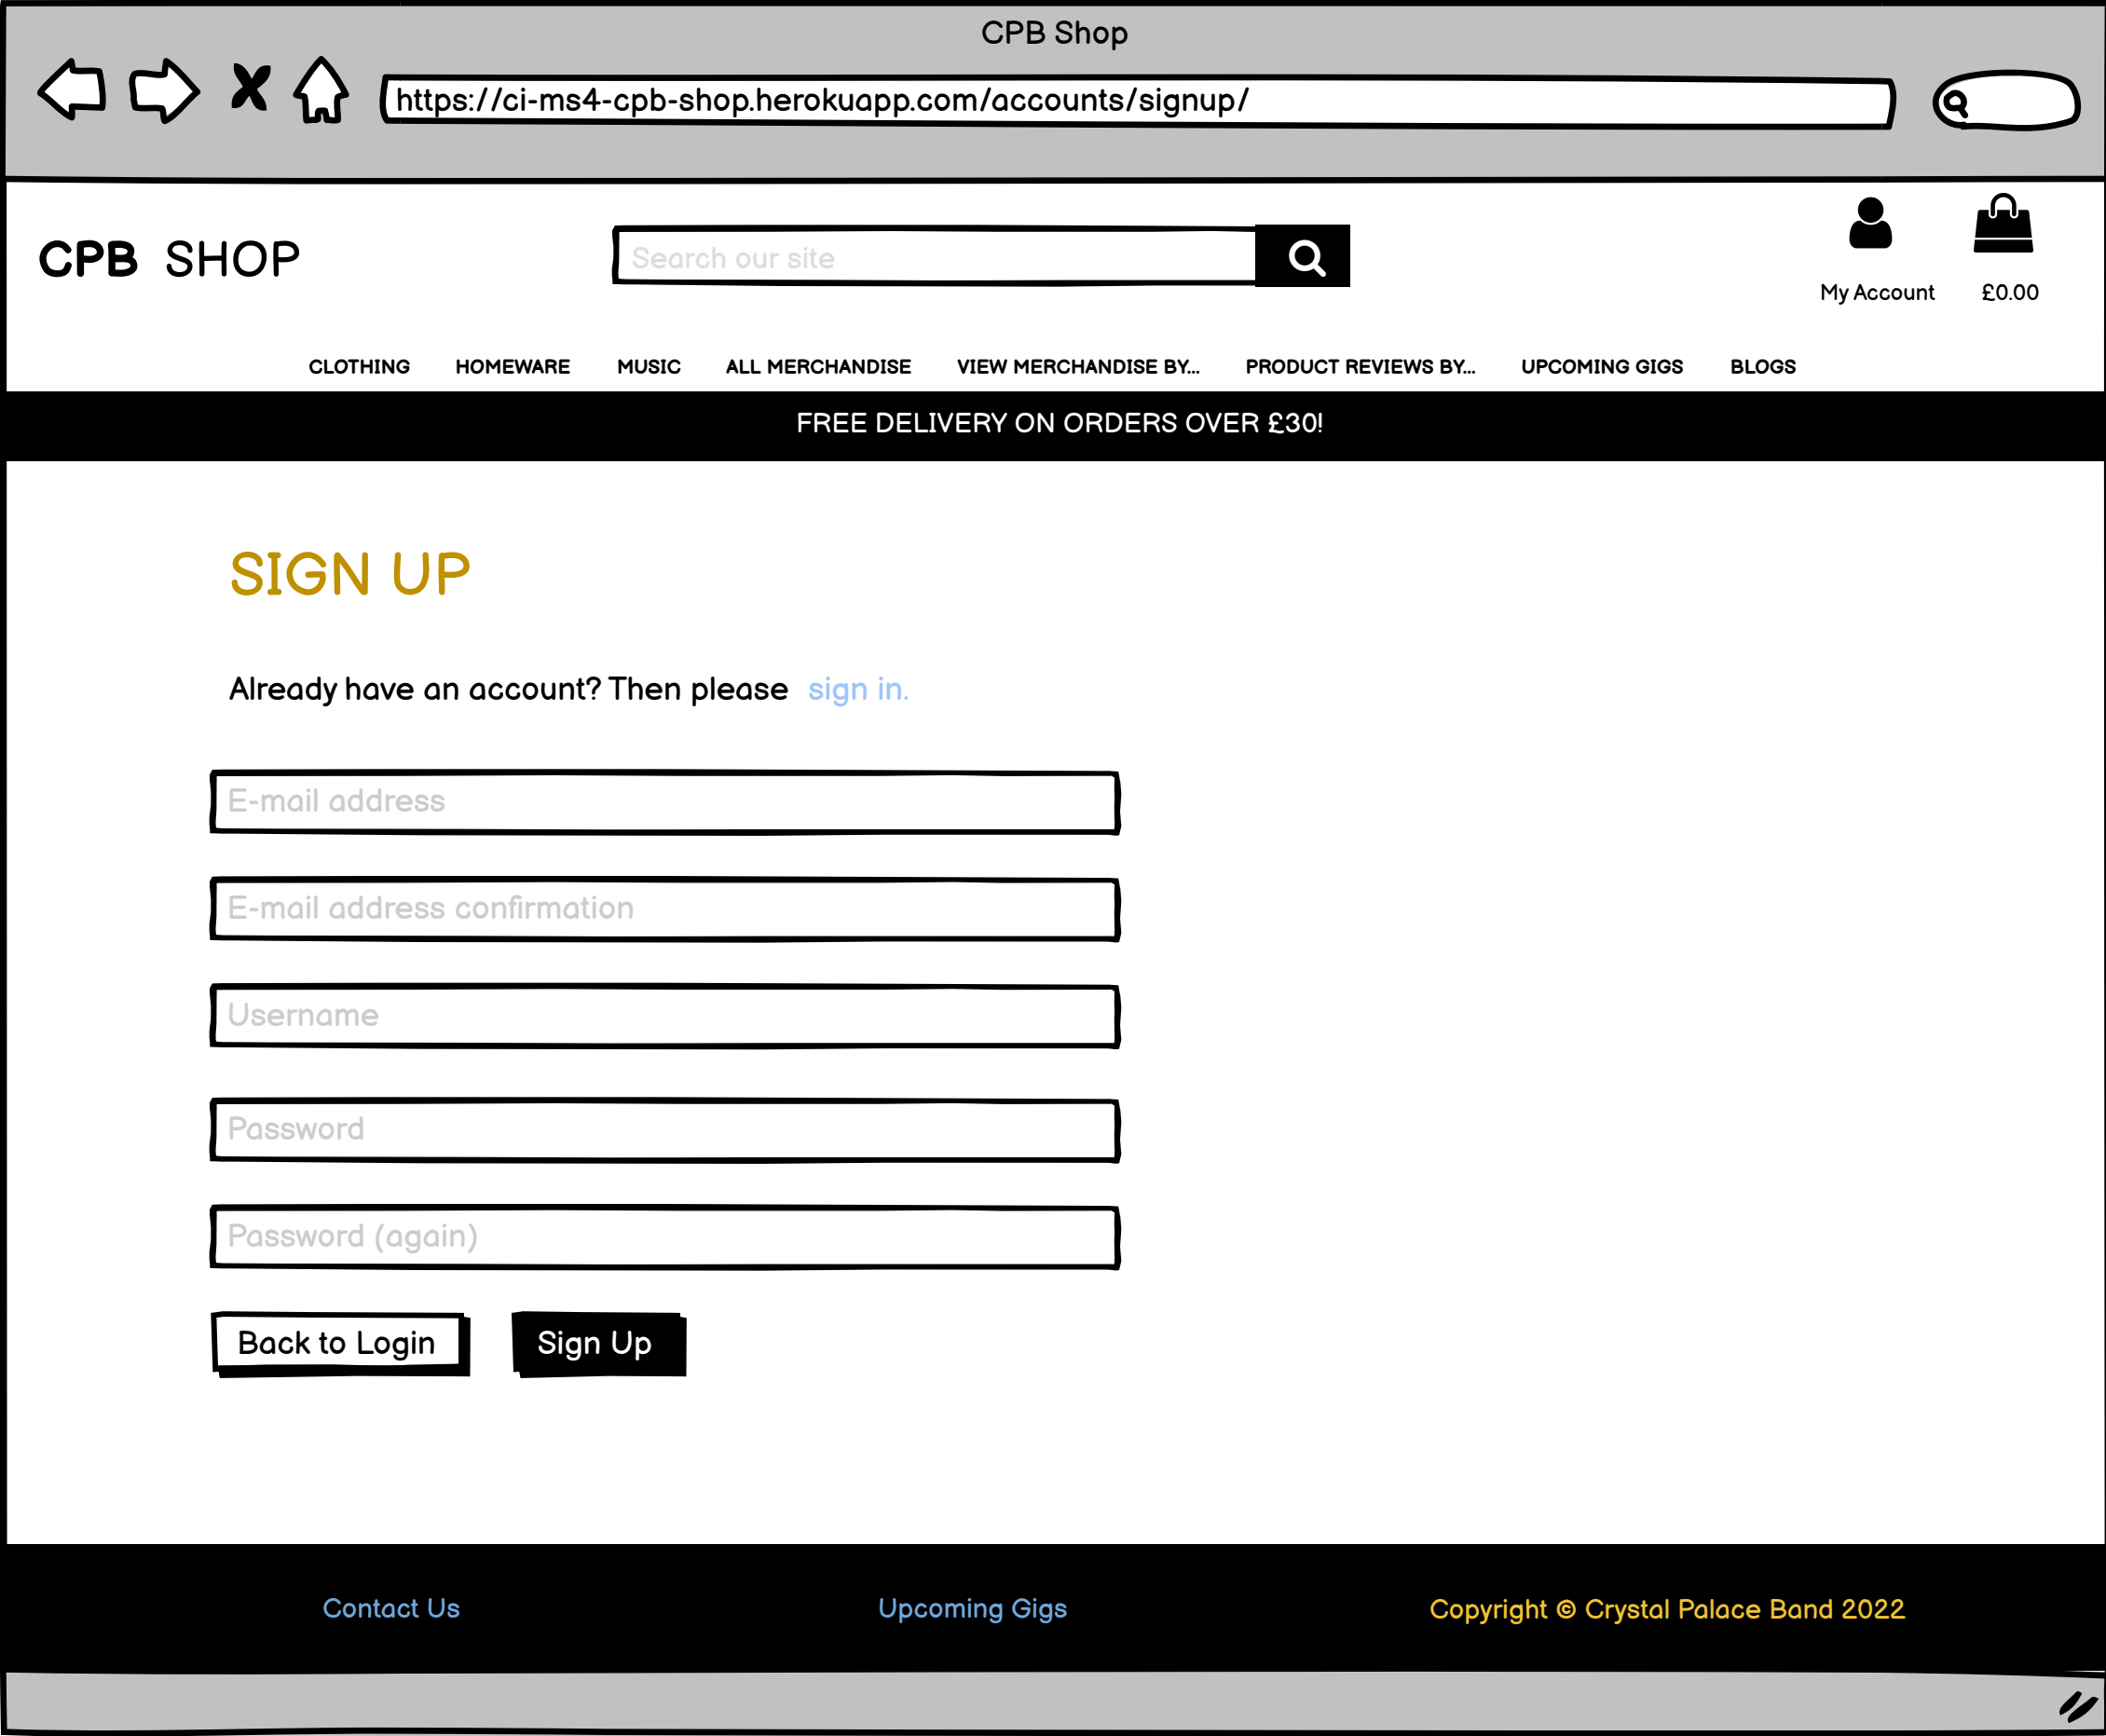 CPB Shop
https://ci-ms4-cpb-shop.herokuapp.com/accounts/signup/
CPB SHOP
Search our site
My Account £0.00
CLOTHING HOMEWARE MUSIC ALL MERCHANDISE VIEW MERCHANDISE BY... PRODUCT REVIEWS BY... UPCOMING GIGS BLOGS
FREE DELIVERY ON ORDERS OVER £30!
SIGN UP
Already have an account? Then please sign in.
E-mail address
E-mail address confirmation
Username
Password
Password (again)
Back to Login Sign Up
Contact Us Upcoming Gigs Copyright © Crystal Palace Band 2022